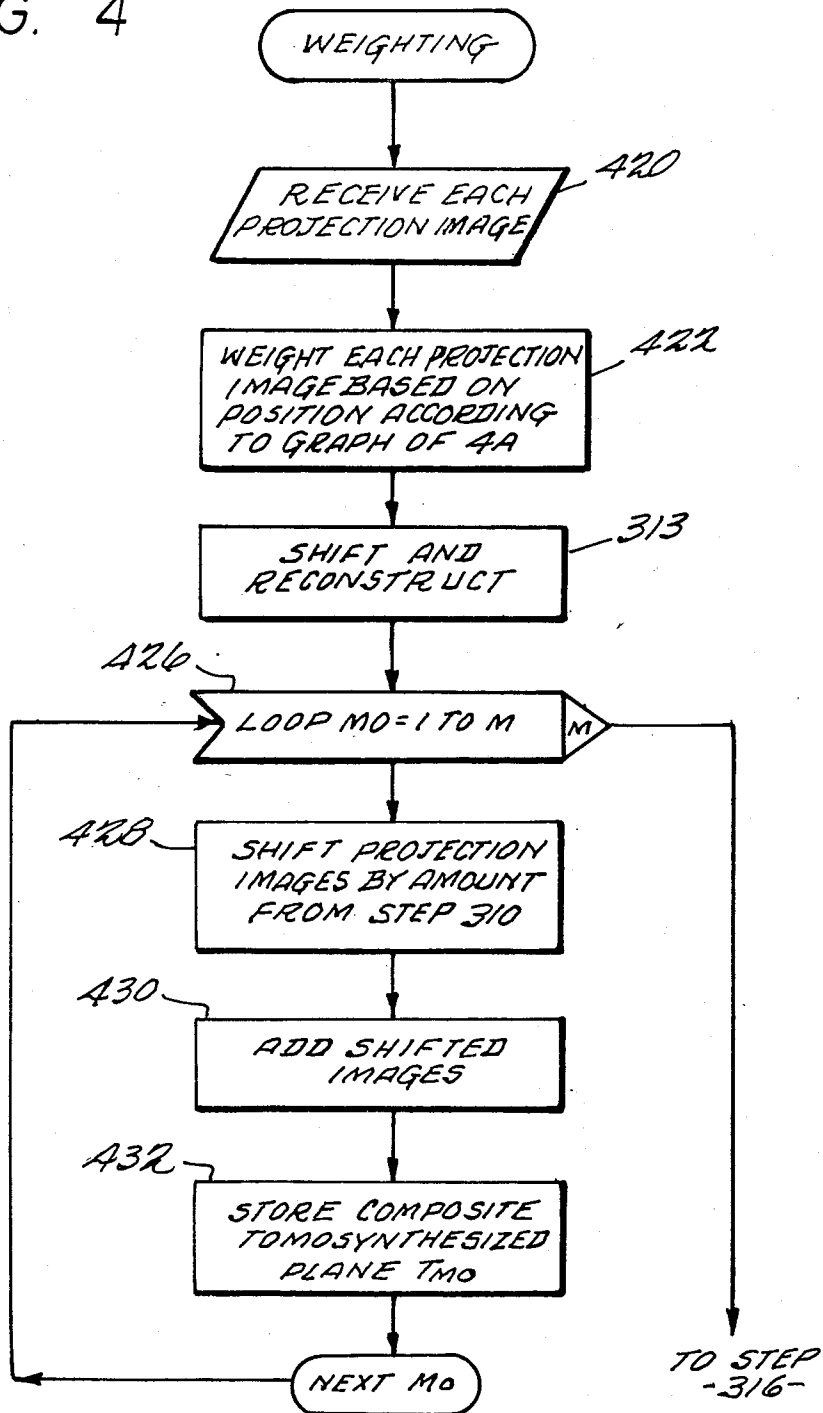 G. 4
WEIGHTING
RECEIVE EACH
PROJECTION IMAGE
420
WEIGHT EACH PROJECTION
IMAGE BASED ON
POSITION ACCORDING
TO GRAPH OF 4A
422
SHIFT AND
RECONSTRUCT
313
426
LOOP MO = 1 TO M
M
428
SHIFT PROJECTION
IMAGES BY AMOUNT
FROM STEP 310
430
ADD SHIFTED
IMAGES
432
STORE COMPOSITE
TOMOSYNTHESIZED
PLANE TMO
NEXT MO
TO STEP
-316-